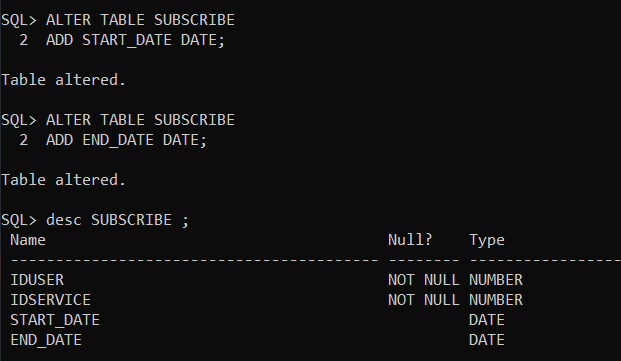 SQL> ALTER TABLE SUBSCRIBE
  2  ADD START_DATE DATE;
Table altered.
SQL> ALTER TABLE SUBSCRIBE
  2  ADD END_DATE DATE;
Table altered.
SQL> desc SUBSCRIBE ;
 Name                                      Null?    Type
 ----------------------------------------- -------- -----------------
 IDUSER                                    NOT NULL NUMBER
 IDSERVICE                                 NOT NULL NUMBER
 START_DATE                                         DATE
 END_DATE                                           DATE